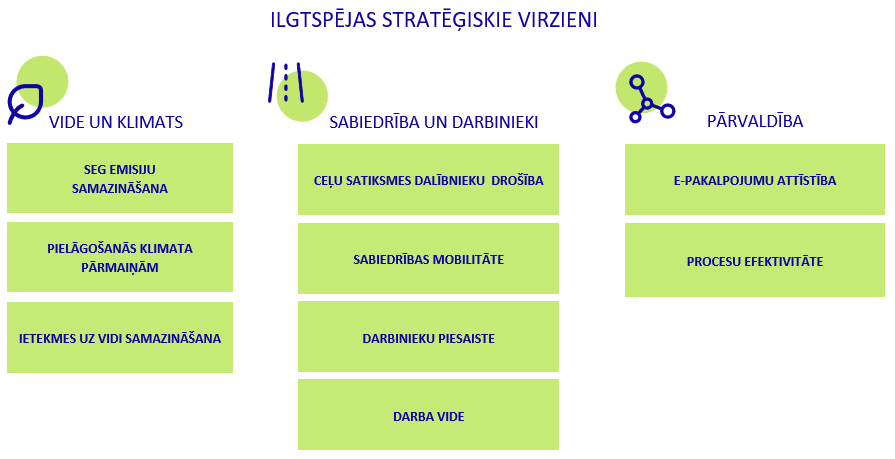 ILGTSPĒJAS STRATĒĢISKIE VIRZIENI
VIDE UN KLIMATS
SEG EMISIJU
SAMAZINĀŠANA
PIELĀGOŠANĀS KLIMATA
PĀRMAIŅĀM
IETEKMES UZ VIDI SAMAZINĀŠANA
SABIEDRĪBA UN DARBINIEKI
CEĻU SATIKSMES DALĪBNIEKU DROŠĪBA
SABIEDRĪBAS MOBILITĀTE
DARBINIEKU PIESAISTE
DARBA VIDE
PĀRVALDĪBA
E-PAKALPOJUMU ATTĪSTĪBA
PROCESU EFEKTIVITĀTE